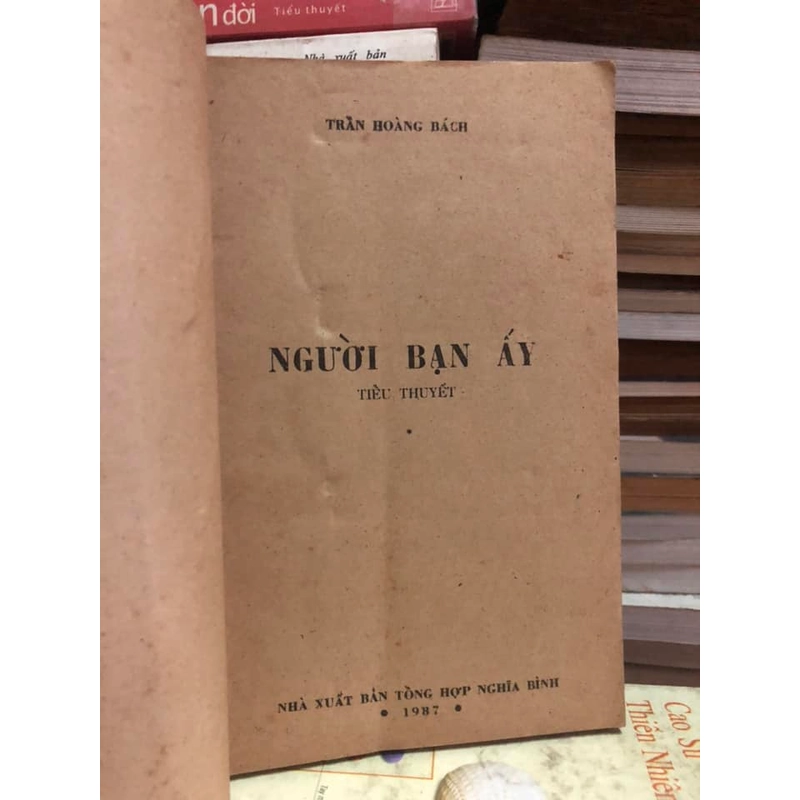 n đời Tiểu thuyết
Nhà xuất bản
TRẦN HOÀNG BÁCH
NGƯỜI BẠN ẤY
TIỂU THUYẾT
NHÀ XUẤT BẢN TỔNG HỢP NGHĨA BÌNH
• 1987 •
Cao Su
Thiên Nhiê